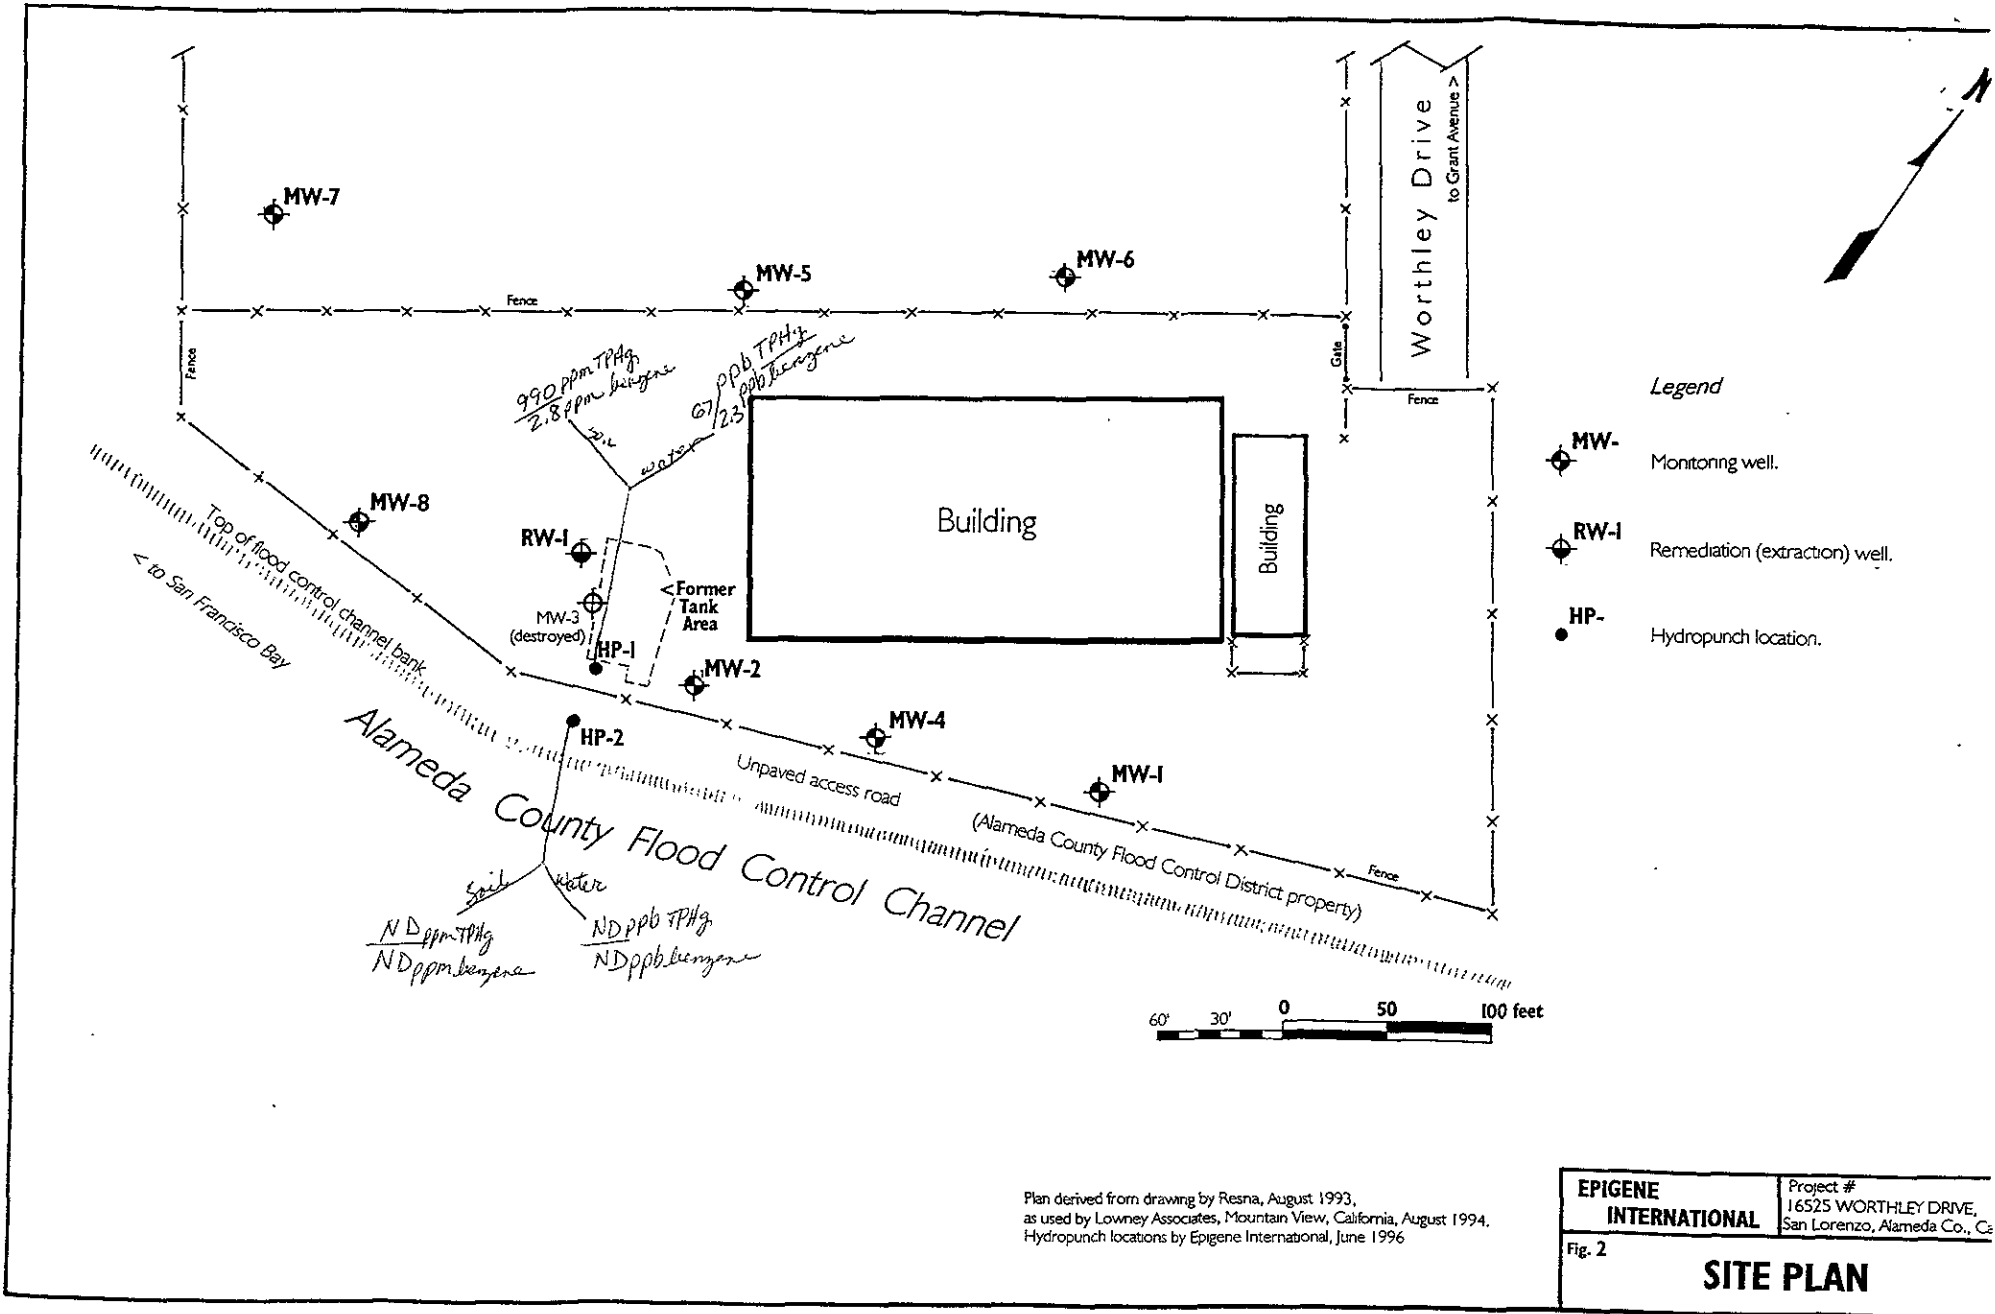 Worthley Drive
to Grant Avenue >
N
MW-7
MW-5
MW-6
Fence
Fence
Gate
Fence
990 ppm TPHg
2.8 ppm benzene
soil
67 ppb TPHg
2.3 ppb benzene
water
Legend
MW-
Monitoring well.
RW-1
Remediation (extraction) well.
HP-
Hydropunch location.
MW-8
RW-1
Building
Building
Former
Tank
Area
MW-3
(destroyed)
HP-1
MW-2
HP-2
MW-4
MW-1
Top of flood control channel bank
< to San Francisco Bay
Unpaved access road
(Alameda County Flood Control District property)
Fence
Alameda County Flood Control Channel
Soil
Water
ND ppm TPHg
ND ppm benzene
ND ppb TPHg
ND ppb benzene
60' 30' 0 50 100 feet
Plan derived from drawing by Resna, August 1993,
as used by Lowney Associates, Mountain View, California, August 1994.
Hydropunch locations by Epigene International, June 1996
EPIGENE
INTERNATIONAL
Project #
16525 WORTHLEY DRIVE,
San Lorenzo, Alameda Co., Ca
Fig. 2
SITE PLAN